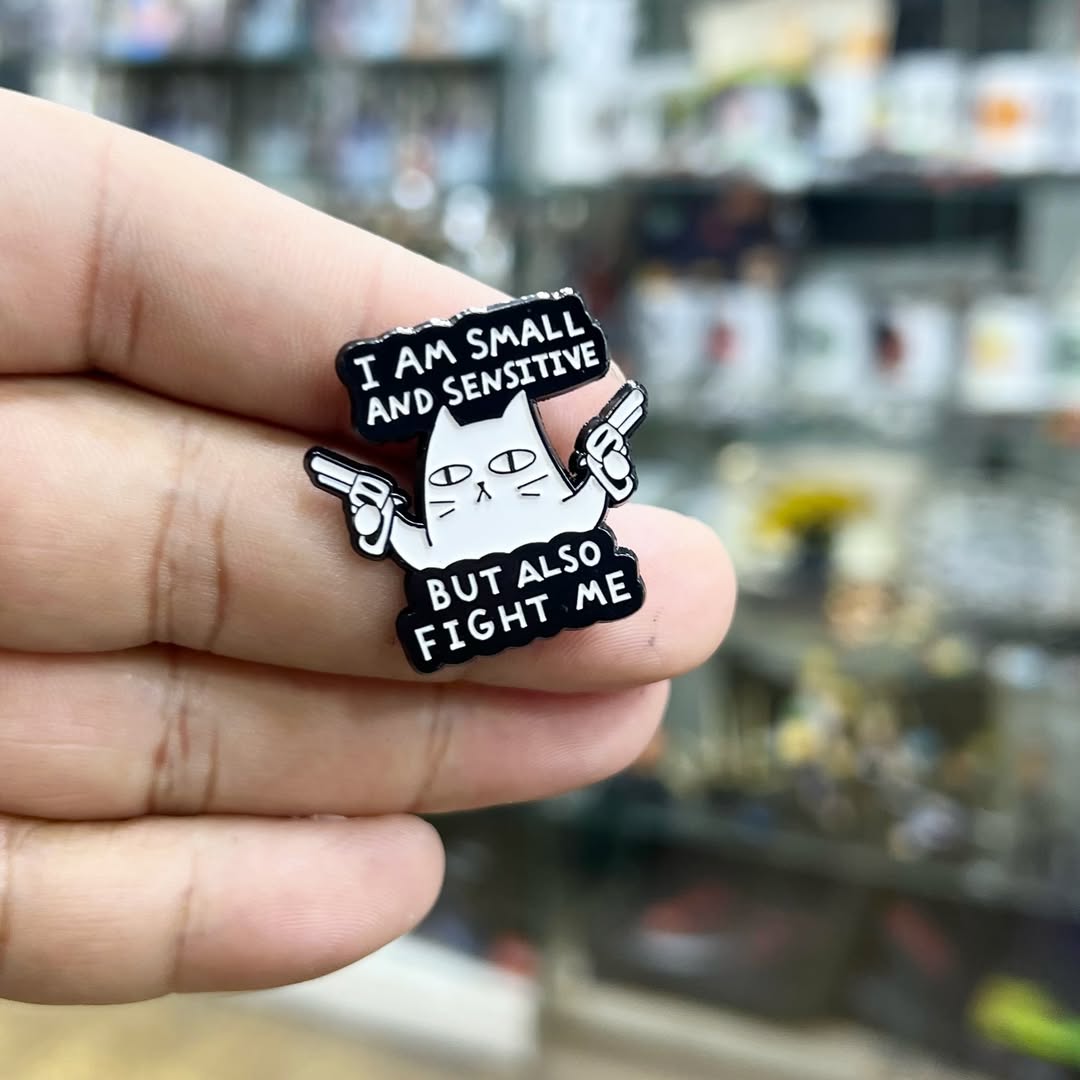 I AM SMALL
AND SENSITIVE
BUT ALSO
FIGHT ME